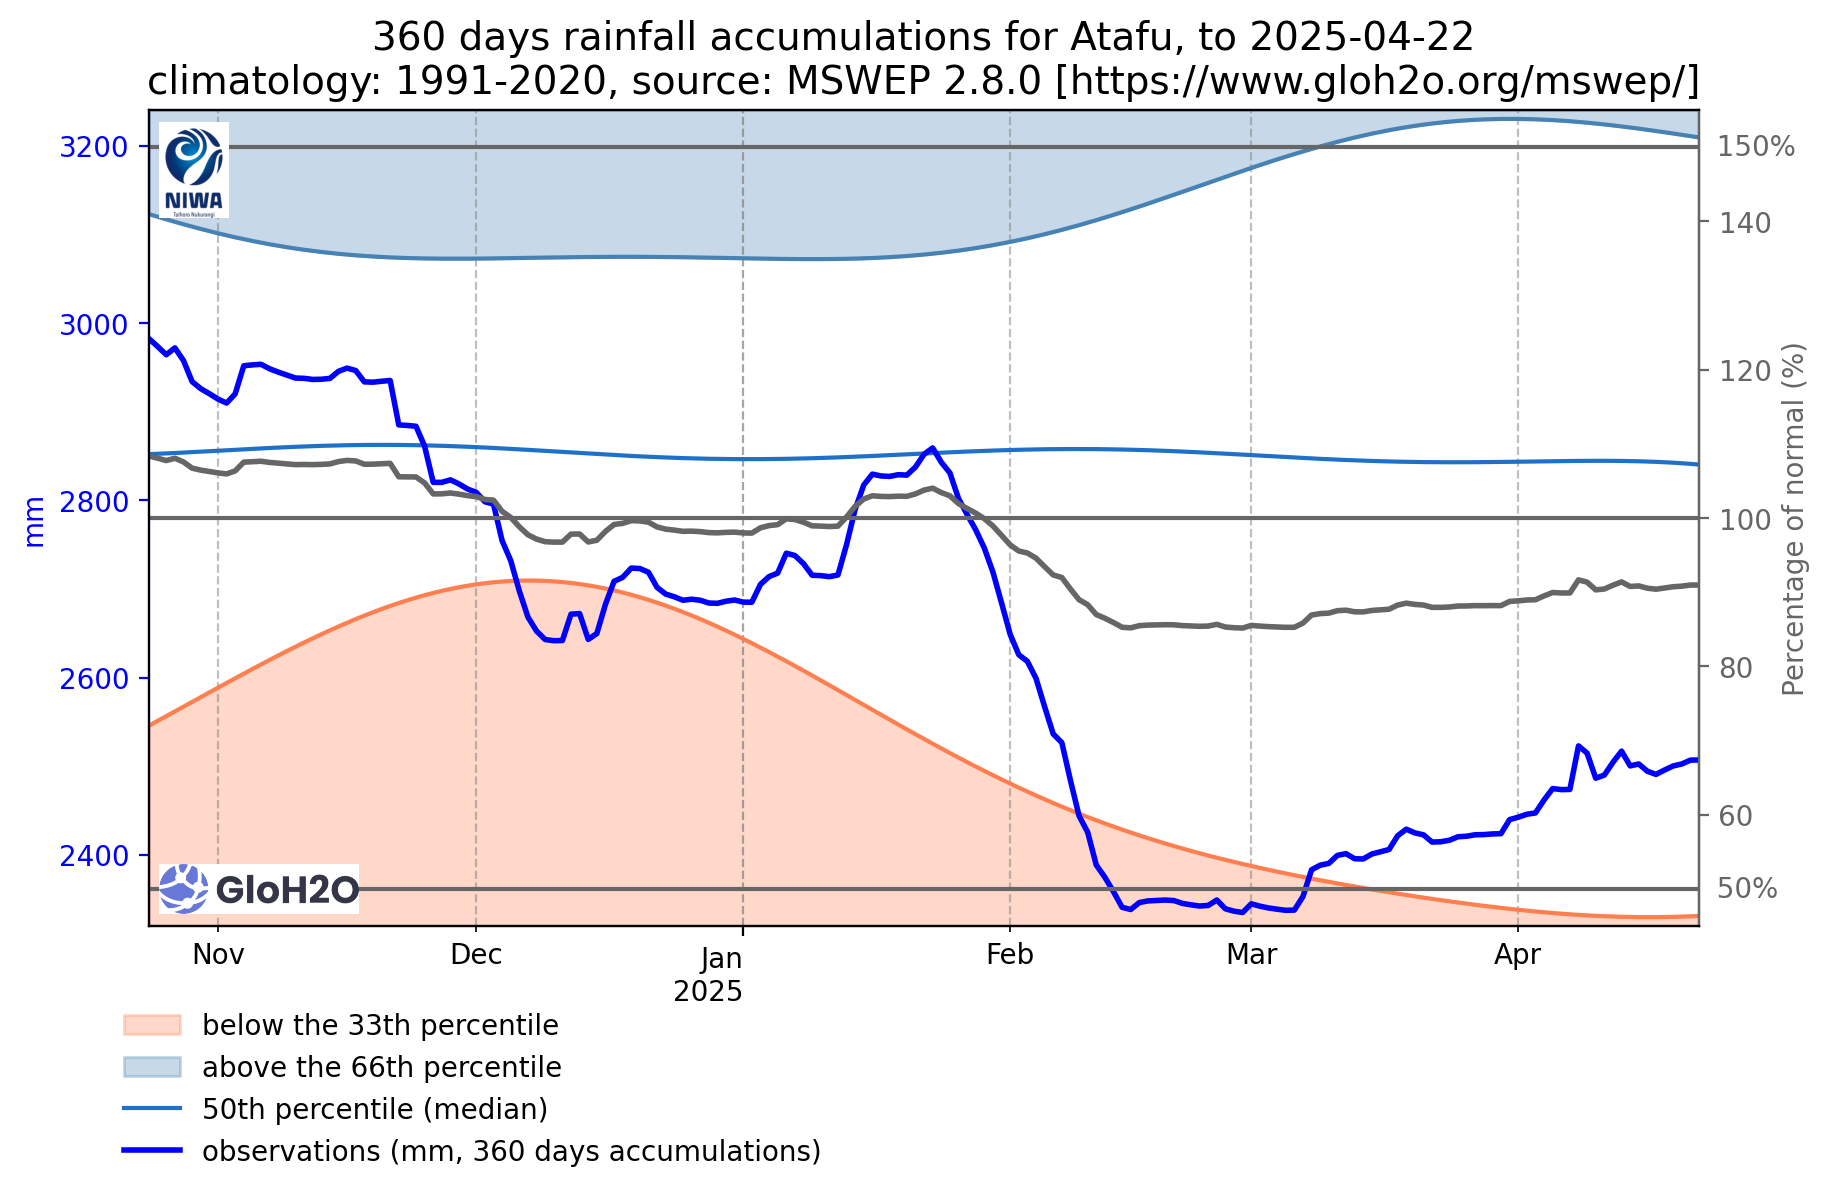 360 days rainfall accumulations for Atafu, to 2025-04-22
climatology: 1991-2020, source: MSWEP 2.8.0 [https://www.gloh2o.org/mswep/]
3200
3000
2800
2600
2400
mm
150%
140
120
100
80
60
50%
Percentage of normal (%)
NIWA
Taihoro Nukurangi
GloH2O
Nov
Dec
Jan
2025
Feb
Mar
Apr
below the 33th percentile
above the 66th percentile
50th percentile (median)
observations (mm, 360 days accumulations)